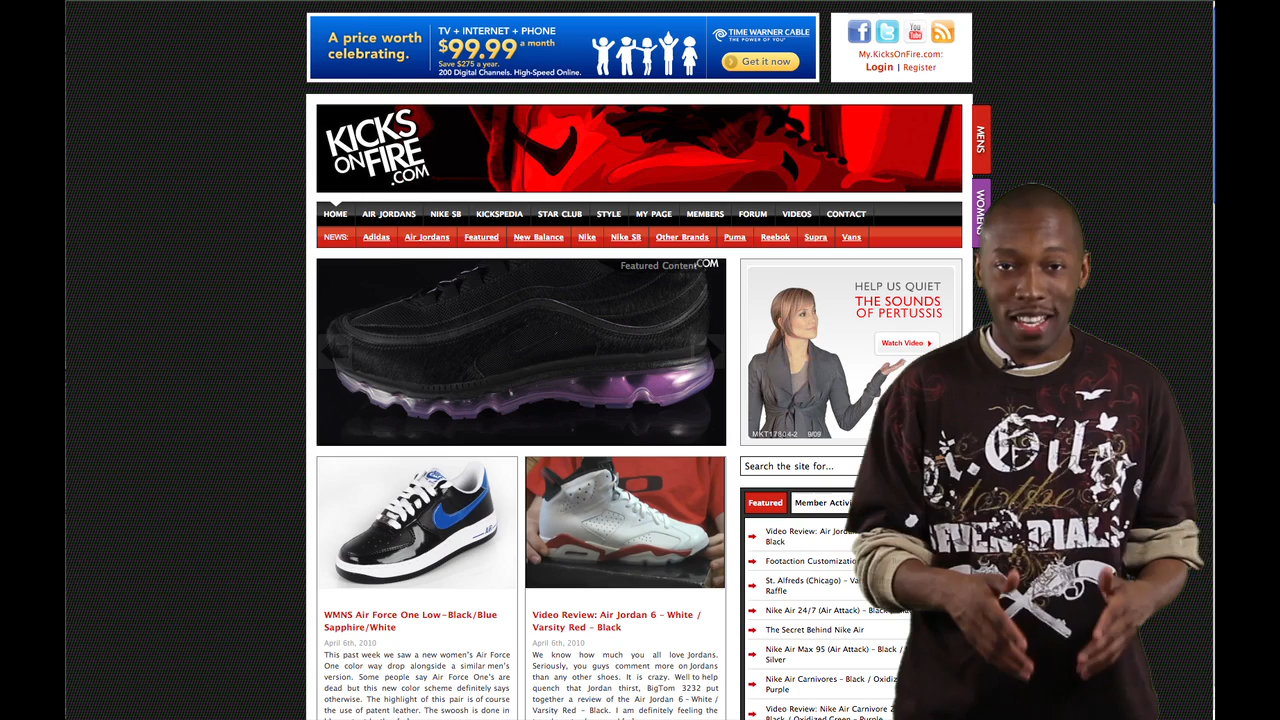 A price worth
celebrating.
TV + INTERNET + PHONE
$99.99 a month
Save $275 a year.
200 Digital Channels. High-Speed Online.
TIME WARNER CABLE
THE POWER OF YOU
Get it now
You
Tube
My.KicksOnFire.com:
Login | Register
KICKS
ON FIRE
.COM
MENS
WOMENS
HOME AIR JORDANS NIKE SB KICKSPEDIA STAR CLUB STYLE MY PAGE MEMBERS FORUM VIDEOS CONTACT
NEWS: Adidas Air Jordans Featured New Balance Nike Nike SB Other Brands Puma Reebok Supra Vans
Featured Content
.COM
HELP US QUIET
THE SOUNDS
OF PERTUSSIS
Watch Video
MKT1780.4-2 9/09
Search the site for...
Featured Member Activi
Video Review: Air Jorda
Black
Footaction Customizatio
St. Alfreds (Chicago) – Va
Raffle
Nike Air 24/7 (Air Attack) – Black
The Secret Behind Nike Air
Nike Air Max 95 (Air Attack) – Black /
Silver
Nike Air Carnivores – Black / Oxidiz
Purple
Video Review: Nike Air Carnivore
Black / Oxidized Green – Purple
WMNS Air Force One Low–Black/Blue
Sapphire/White
April 6th, 2010
This past week we saw a new women's Air Force
One color way drop alongside a similar men's
version. Some people say Air Force One's are
dead but this new color scheme definitely says
otherwise. The highlight of this pair is of course
the use of patent leather. The swoosh is done in
Video Review: Air Jordan 6 – White /
Varsity Red – Black
April 6th, 2010
We know how much you all love Jordans.
Seriously, you guys comment more on Jordans
than any other shoes. It is crazy. Well to help
quench that Jordan thirst, BigTom 3232 put
together a review of the Air Jordan 6 – White /
Varsity Red – Black. I am definitely feeling the
SEVEN DIALS